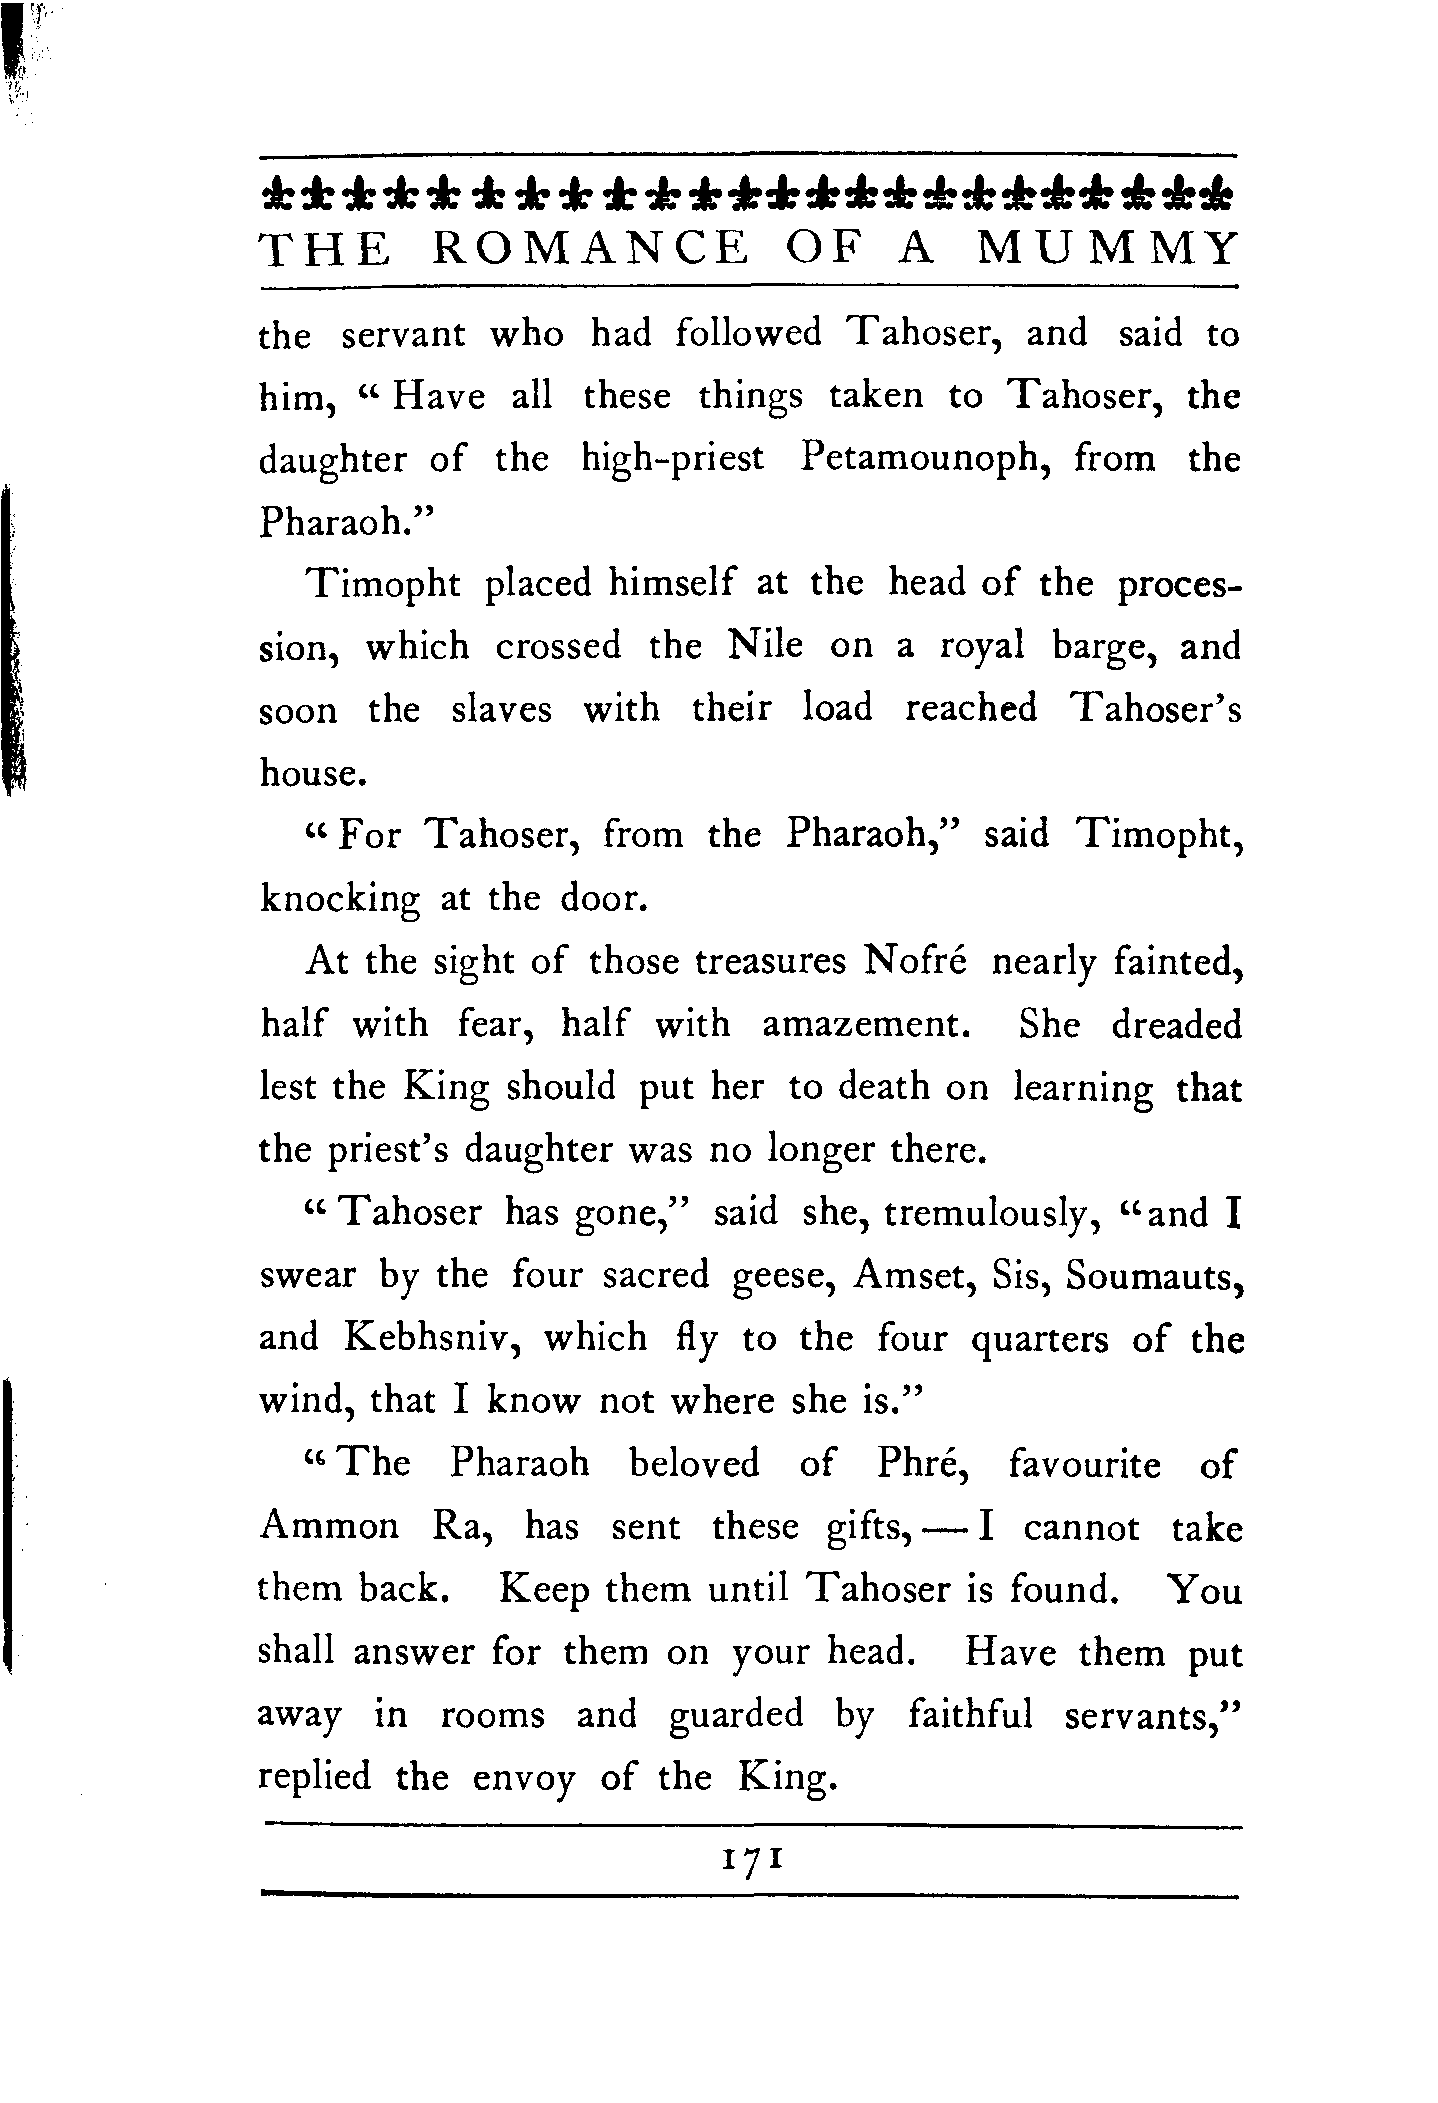 THE ROMANCE OF A MUMMY
the servant who had followed Tahoser, and said to
him, “Have all these things taken to Tahoser, the
daughter of the high-priest Petamounoph, from the
Pharaoh.”
Timopht placed himself at the head of the proces-
sion, which crossed the Nile on a royal barge, and
soon the slaves with their load reached Tahoser’s
house.
“For Tahoser, from the Pharaoh,” said Timopht,
knocking at the door.
At the sight of those treasures Nofré nearly fainted,
half with fear, half with amazement. She dreaded
lest the King should put her to death on learning that
the priest’s daughter was no longer there.
“Tahoser has gone,” said she, tremulously, “and I
swear by the four sacred geese, Amset, Sis, Soumauts,
and Kebhsniv, which fly to the four quarters of the
wind, that I know not where she is.”
“The Pharaoh beloved of Phré, favourite of
Ammon Ra, has sent these gifts,—I cannot take
them back. Keep them until Tahoser is found. You
shall answer for them on your head. Have them put
away in rooms and guarded by faithful servants,”
replied the envoy of the King.
171